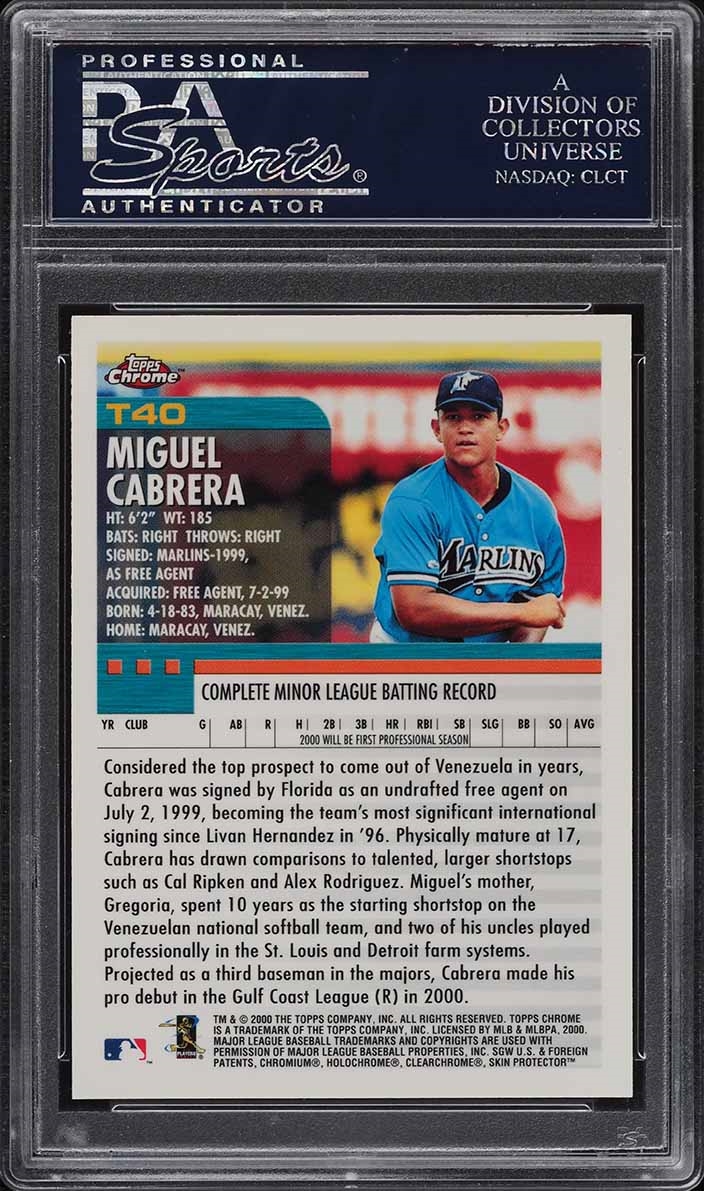 PROFESSIONAL
PSA
Sports®
AUTHENTICATOR
A
DIVISION OF
COLLECTORS
UNIVERSE
NASDAQ: CLCT
Topps
Chrome™
T40
MIGUEL
CABRERA
HT: 6'2" WT: 185
BATS: RIGHT THROWS: RIGHT
SIGNED: MARLINS-1999,
AS FREE AGENT
ACQUIRED: FREE AGENT, 7-2-99
BORN: 4-18-83, MARACAY, VENEZ.
HOME: MARACAY, VENEZ.
F
MARLINS
COMPLETE MINOR LEAGUE BATTING RECORD
YR CLUB G AB R H 2B 3B HR RBI SB SLG BB SO AVG
2000 WILL BE FIRST PROFESSIONAL SEASON
Considered the top prospect to come out of Venezuela in years,
Cabrera was signed by Florida as an undrafted free agent on
July 2, 1999, becoming the team's most significant international
signing since Livan Hernandez in '96. Physically mature at 17,
Cabrera has drawn comparisons to talented, larger shortstops
such as Cal Ripken and Alex Rodriguez. Miguel's mother,
Gregoria, spent 10 years as the starting shortstop on the
Venezuelan national softball team, and two of his uncles played
professionally in the St. Louis and Detroit farm systems.
Projected as a third baseman in the majors, Cabrera made his
pro debut in the Gulf Coast League (R) in 2000.
PLAYERS
TM & © 2000 THE TOPPS COMPANY, INC. ALL RIGHTS RESERVED. TOPPS CHROME
IS A TRADEMARK OF THE TOPPS COMPANY, INC. LICENSED BY MLB & MLBPA, 2000.
MAJOR LEAGUE BASEBALL TRADEMARKS AND COPYRIGHTS ARE USED WITH
PERMISSION OF MAJOR LEAGUE BASEBALL PROPERTIES, INC. SGW U.S. & FOREIGN
PATENTS, CHROMIUM®, HOLOCHROME®, CLEARCHROME®, SKIN PROTECTOR™